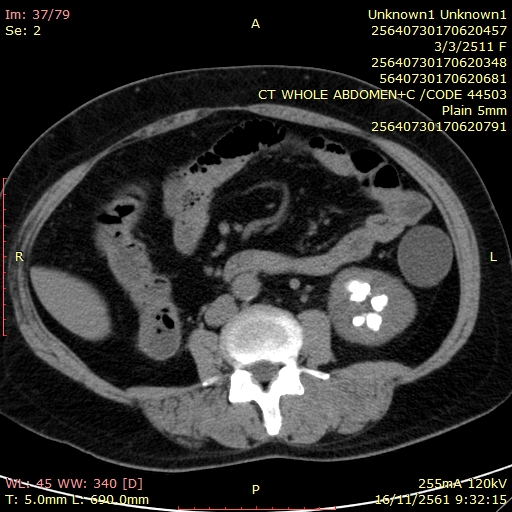 Im: 37/79
Se: 2
A
Unknown1 Unknown1
25640730170620457
3/3/2511 F
25640730170620348
5640730170620681
CT WHOLE ABDOMEN+C /CODE 44503
Plain 5mm
25640730170620791
R
L
WL: 45 WW: 340 [D]
T: 5.0mm L: 690.0mm
P
255mA 120kV
16/11/2561 9:32:15